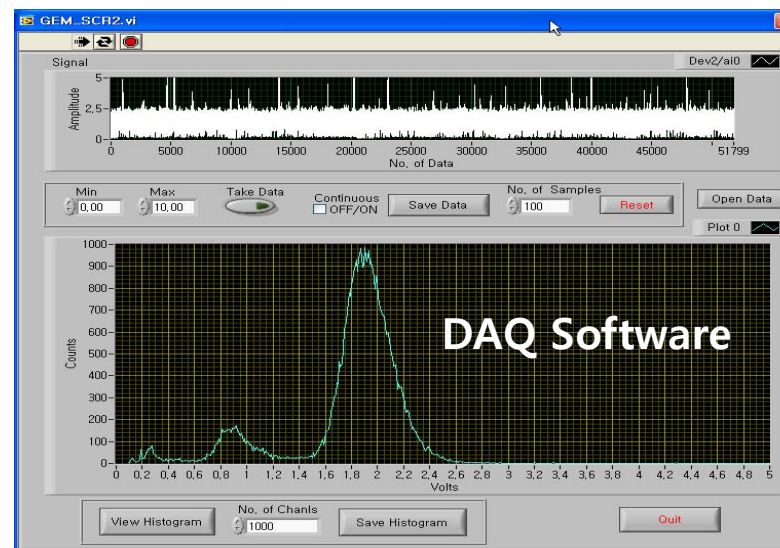 GEM_SCR2.vi
Signal
Dev2/ai0
Amplitude
5-
2,5-
0-
0 5000 10000 15000 20000 25000 30000 35000 40000 45000 51799
No, of Data
Min
0,00
Max
10,00
Take Data
Continuous
OFF/ON
Save Data
No, of Samples
100
Reset
Open Data
Plot 0
Counts
1000-
900-
800-
700-
600-
500-
400-
300-
200-
100-
0-
0 0,2 0,4 0,6 0,8 1 1,2 1,4 1,6 1,8 2 2,2 2,4 2,6 2,8 3 3,2 3,4 3,6 3,8 4 4,2 4,4 4,6 4,8 5
Volts
DAQ Software
View Histogram
No, of Chanls
1000
Save Histogram
Quit